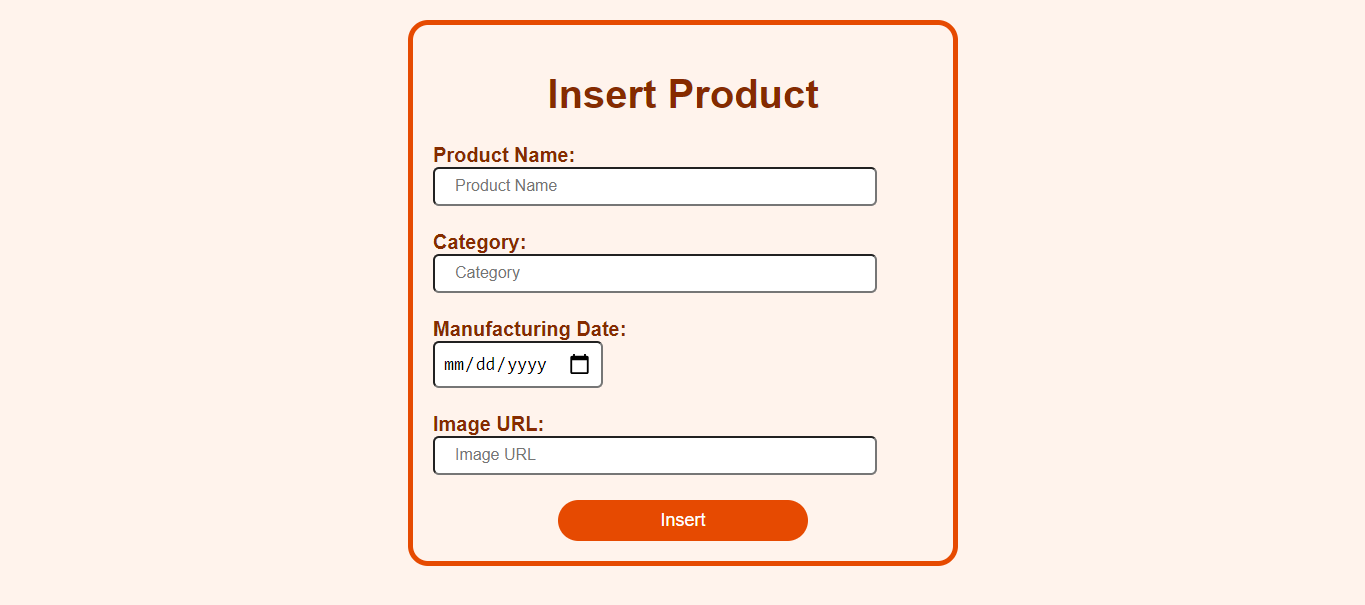 Insert Product
Product Name:
Product Name
Category:
Category
Manufacturing Date:
mm/dd/yyyy
Image URL:
Image URL
Insert